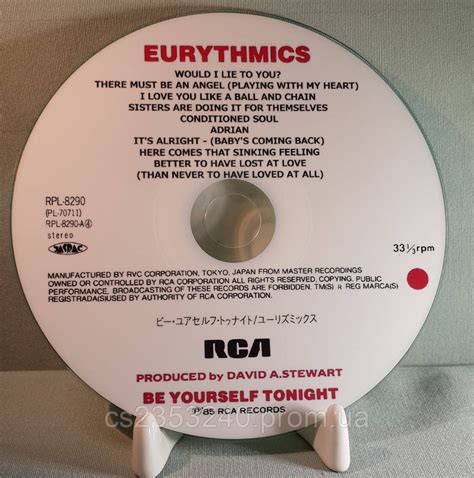 EURYTHMICS
WOULD I LIE TO YOU?
THERE MUST BE AN ANGEL (PLAYING WITH MY HEART)
I LOVE YOU LIKE A BALL AND CHAIN
SISTERS ARE DOING IT FOR THEMSELVES
CONDITIONED SOUL
ADRIAN
IT'S ALRIGHT - (BABY'S COMING BACK)
HERE COMES THAT SINKING FEELING
BETTER TO HAVE LOST AT LOVE
(THAN NEVER TO HAVE LOVED AT ALL)
RPL-8290
(PL-70711)
RPL-8290-A④
stereo
33 1/3 rpm
MANUFACTURED BY RVC CORPORATION, TOKYO, JAPAN FROM MASTER RECORDINGS
OWNED OR CONTROLLED BY RCA CORPORATION ALL RIGHTS RESERVED, COPYING, PUBLIC
PERFORMANCE, BROADCASTING OF THESE RECORDS ARE FORBIDDEN. TM(S) R REG MARCA(S)
REGISTRADA(S)USED BY AUTHORITY OF RCA CORPORATION.
ビー・ユアセルフ・トゥナイト/ユーリズミックス
RCA
PRODUCED by DAVID A.STEWART
BE YOURSELF TONIGHT
℗'85 RCA RECORDS
cs2353240.prom.ua